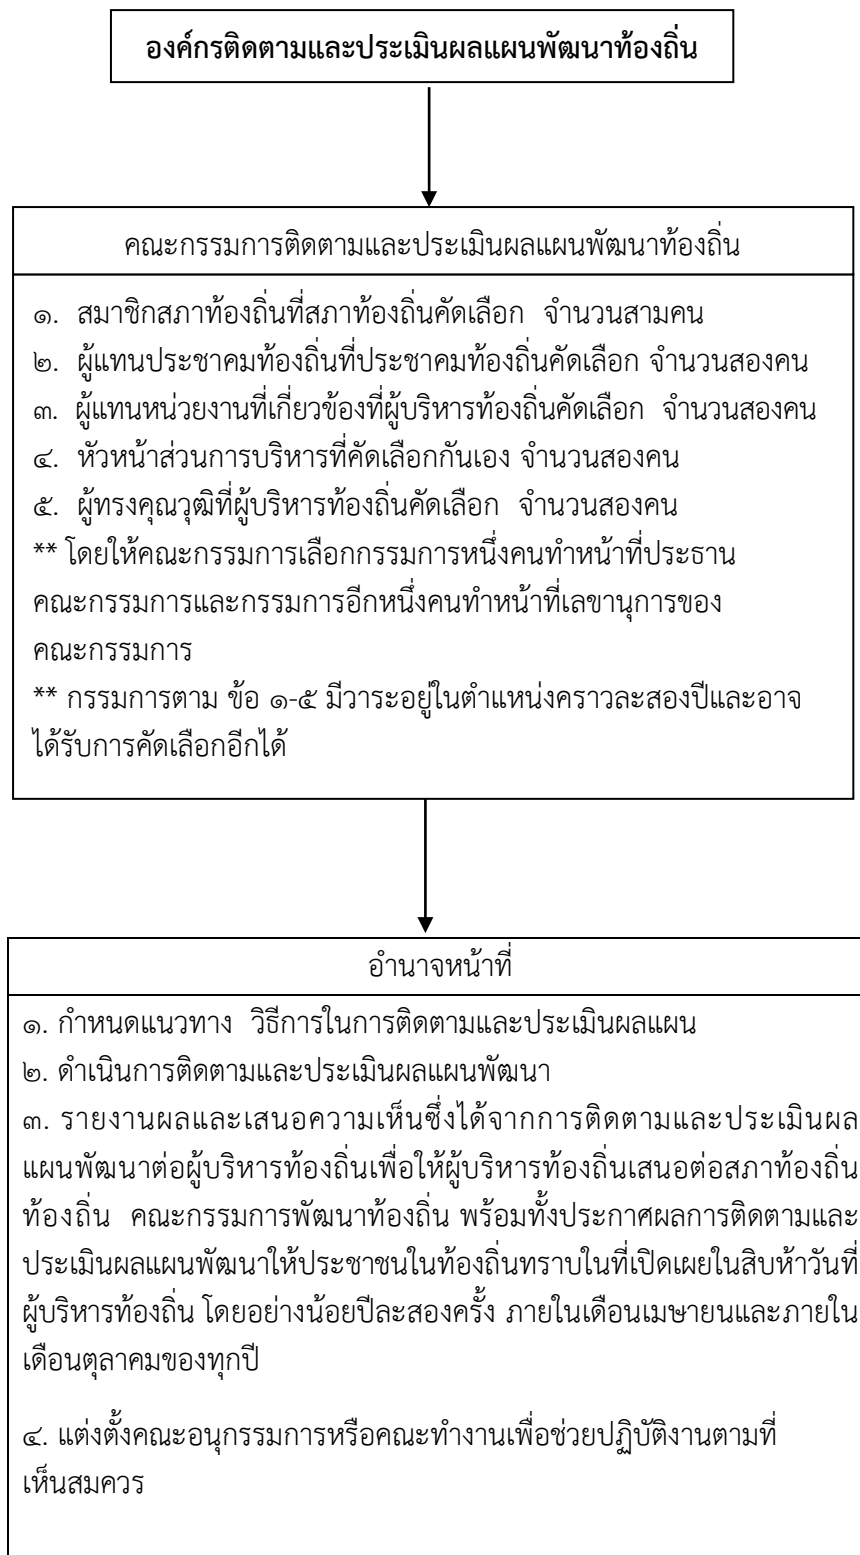 องค์กรติดตามและประเมินผลแผนพัฒนาท้องถิ่น
คณะกรรมการติดตามและประเมินผลแผนพัฒนาท้องถิ่น
๑. สมาชิกสภาท้องถิ่นที่สภาท้องถิ่นคัดเลือก จำนวนสามคน
๒. ผู้แทนประชาคมท้องถิ่นที่ประชาคมท้องถิ่นคัดเลือก จำนวนสองคน
๓. ผู้แทนหน่วยงานที่เกี่ยวข้องที่ผู้บริหารท้องถิ่นคัดเลือก จำนวนสองคน
๔. หัวหน้าส่วนการบริหารที่คัดเลือกกันเอง จำนวนสองคน
๕. ผู้ทรงคุณวุฒิที่ผู้บริหารท้องถิ่นคัดเลือก จำนวนสองคน
** โดยให้คณะกรรมการเลือกกรรมการหนึ่งคนทำหน้าที่ประธาน
คณะกรรมการและกรรมการอีกหนึ่งคนทำหน้าที่เลขานุการของ
คณะกรรมการ
** กรรมการตาม ข้อ ๑-๕ มีวาระอยู่ในตำแหน่งคราวละสองปีและอาจ
ได้รับการคัดเลือกอีกได้
อำนาจหน้าที่
๑. กำหนดแนวทาง วิธีการในการติดตามและประเมินผลแผน
๒. ดำเนินการติดตามและประเมินผลแผนพัฒนา
๓. รายงานผลและเสนอความเห็นซึ่งได้จากการติดตามและประเมินผล
แผนพัฒนาต่อผู้บริหารท้องถิ่นเพื่อให้ผู้บริหารท้องถิ่นเสนอต่อสภาท้องถิ่น
ท้องถิ่น คณะกรรมการพัฒนาท้องถิ่น พร้อมทั้งประกาศผลการติดตามและ
ประเมินผลแผนพัฒนาให้ประชาชนในท้องถิ่นทราบในที่เปิดเผยในสิบห้าวันที่
ผู้บริหารท้องถิ่น โดยอย่างน้อยปีละสองครั้ง ภายในเดือนเมษายนและภายใน
เดือนตุลาคมของทุกปี
๔. แต่งตั้งคณะอนุกรรมการหรือคณะทำงานเพื่อช่วยปฏิบัติงานตามที่
เห็นสมควร